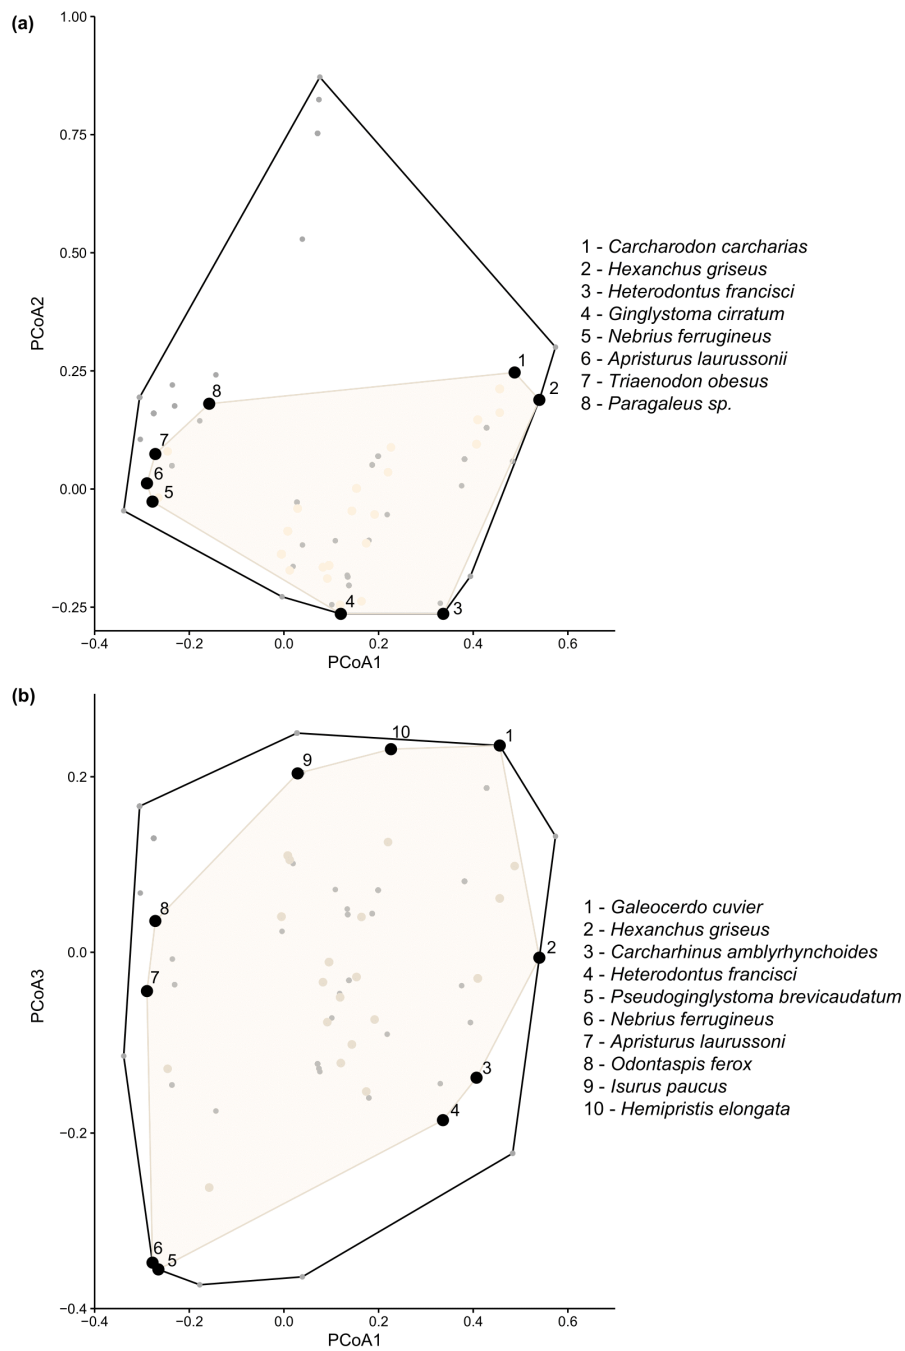 (a)
1.00
0.75
0.50
0.25
0.00
−0.25
PCoA2
−0.4
−0.2
0.0
0.2
0.4
0.6
PCoA1
1
2
3
4
5
6
7
8
1 - Carcharodon carcharias
2 - Hexanchus griseus
3 - Heterodontus francisci
4 - Ginglystoma cirratum
5 - Nebrius ferrugineus
6 - Apristurus laurussonii
7 - Triaenodon obesus
8 - Paragaleus sp.
(b)
0.2
0.0
−0.2
−0.4
PCoA3
−0.4
−0.2
0.0
0.2
0.4
0.6
PCoA1
1
2
3
4
5
6
7
8
9
10
1 - Galeocerdo cuvier
2 - Hexanchus griseus
3 - Carcharhinus amblyrhynchoides
4 - Heterodontus francisci
5 - Pseudoginglystoma brevicaudatum
6 - Nebrius ferrugineus
7 - Apristurus laurussoni
8 - Odontaspis ferox
9 - Isurus paucus
10 - Hemipristis elongata